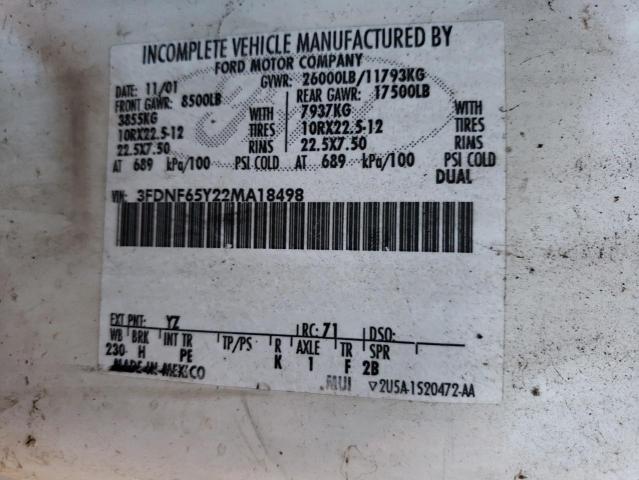 INCOMPLETE VEHICLE MANUFACTURED BY
FORD MOTOR COMPANY
DATE: 11/01 GVWR: 26000LB/11793KG
FRONT GAWR: 8500LB REAR GAWR: 17500LB
3855KG WITH 7937KG WITH
10RX22.5-12 TIRES 10RX22.5-12 TIRES
22.5X7.50 RIMS 22.5X7.50 RIMS
AT 689 kPa/100 PSI COLD AT 689 kPa/100 PSI COLD
DUAL
VIN: 3FDNF65Y22MA18498
EXT PNT: YZ RC: 71 DSO:
WB BRK INT TR TP/PS R AXLE TR SPR
230 H PE K 1 F 2B
MADE IN MEXICO MUI ▽2U5A-1520472-AA